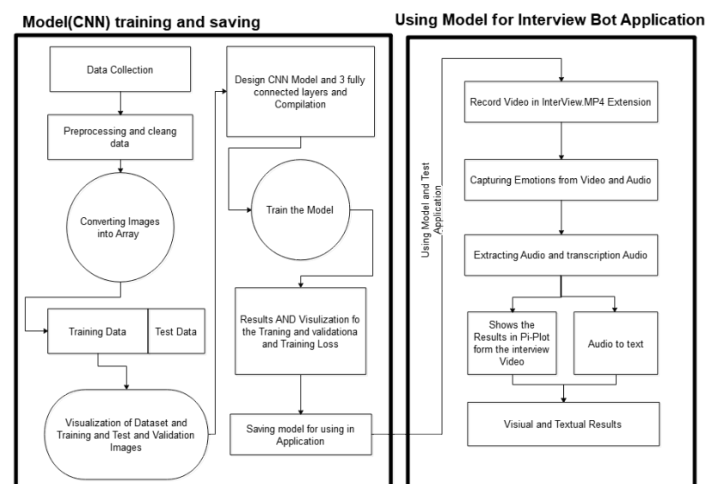 Model(CNN) training and saving
Data Collection
Preprocessing and cleang
data
Converting Images
into Array
Training Data
Test Data
Visualization of Dataset and
Training and Test and Validation
Images
Design CNN Model and 3 fully
connected layers and
Compilation
Train the Model
Results AND Visulization fo
the Traning and validationa
and Training Loss
Saving model for using in
Application
Using Model and Test
Application
Using Model for Interview Bot Application
Record Video in InterView.MP4 Extension
Capturing Emotions from Video and Audio
Extracting Audio and transcription Audio
Shows the
Results in Pi-Plot
form the interview
Video
Audio to text
Visiual and Textual Results